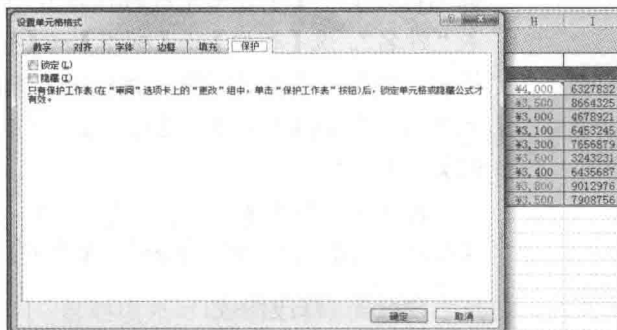 设置单元格格式
数字 对齐 字体 边框 填充 保护
锁定(L)
隐藏(I)
只有保护工作表(在“审阅”选项卡上的“更改”组中，单击“保护工作表”按钮)后，锁定单元格或隐藏公式才
有效。
确定 取消
H I
¥4,000 6327832
¥3,500 8664325
¥3,000 4678921
¥3,100 6453245
¥3,300 7656879
¥3,600 3243231
¥3,400 6435687
¥3,800 9012976
¥3,500 7908756